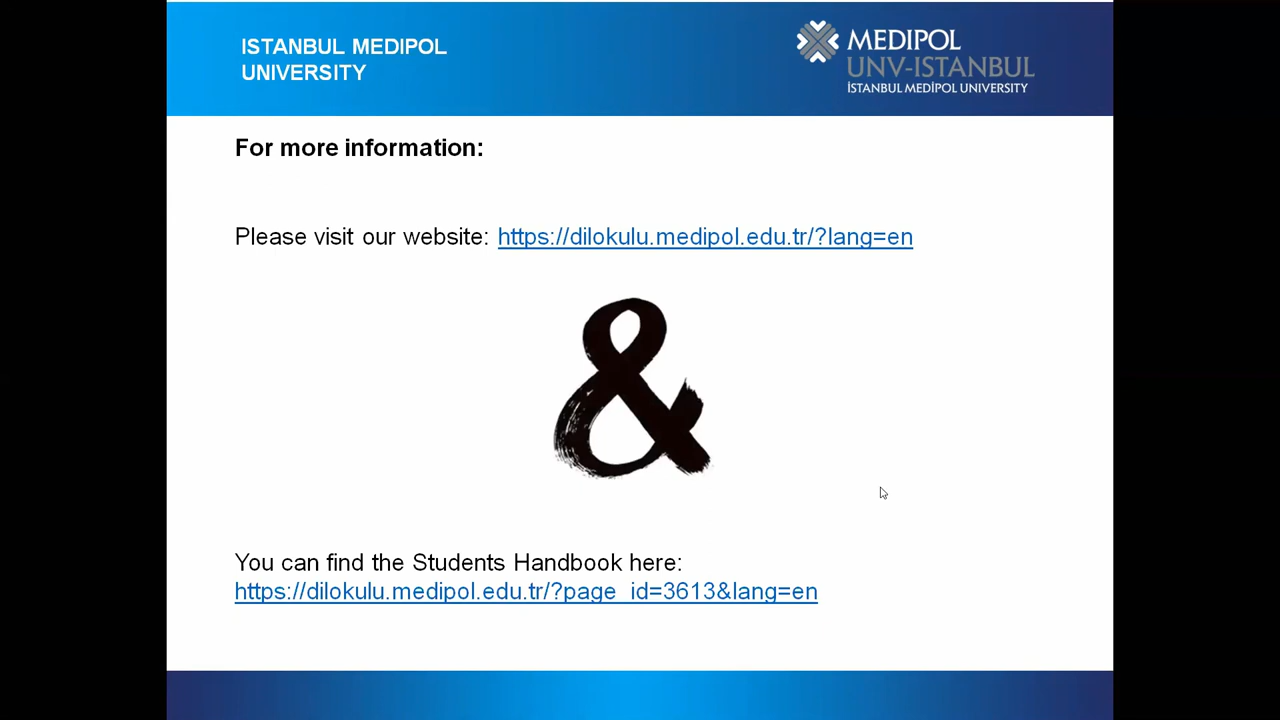 ISTANBUL MEDIPOL
UNIVERSITY
MEDIPOL
UNV-ISTANBUL
İSTANBUL MEDİPOL UNIVERSITY
For more information:
Please visit our website: https://dilokulu.medipol.edu.tr/?lang=en
&
You can find the Students Handbook here:
https://dilokulu.medipol.edu.tr/?page_id=3613&lang=en